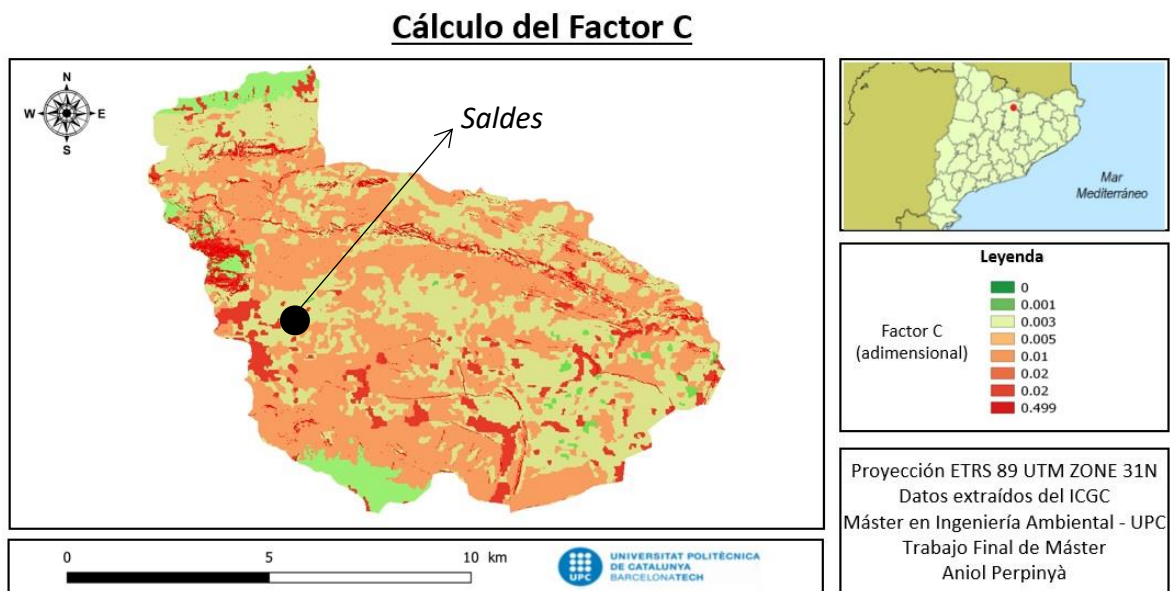 Cálculo del Factor C
N
W
E
S
Saldes
Mar
Mediterráneo
Leyenda
Factor C
(adimensional)
0
0.001
0.003
0.005
0.01
0.02
0.02
0.499
0
5
10 km
UPC
UNIVERSITAT POLITÈCNICA
DE CATALUNYA
BARCELONATECH
Proyección ETRS 89 UTM ZONE 31N
Datos extraídos del ICGC
Máster en Ingeniería Ambiental - UPC
Trabajo Final de Máster
Aniol Perpinyà